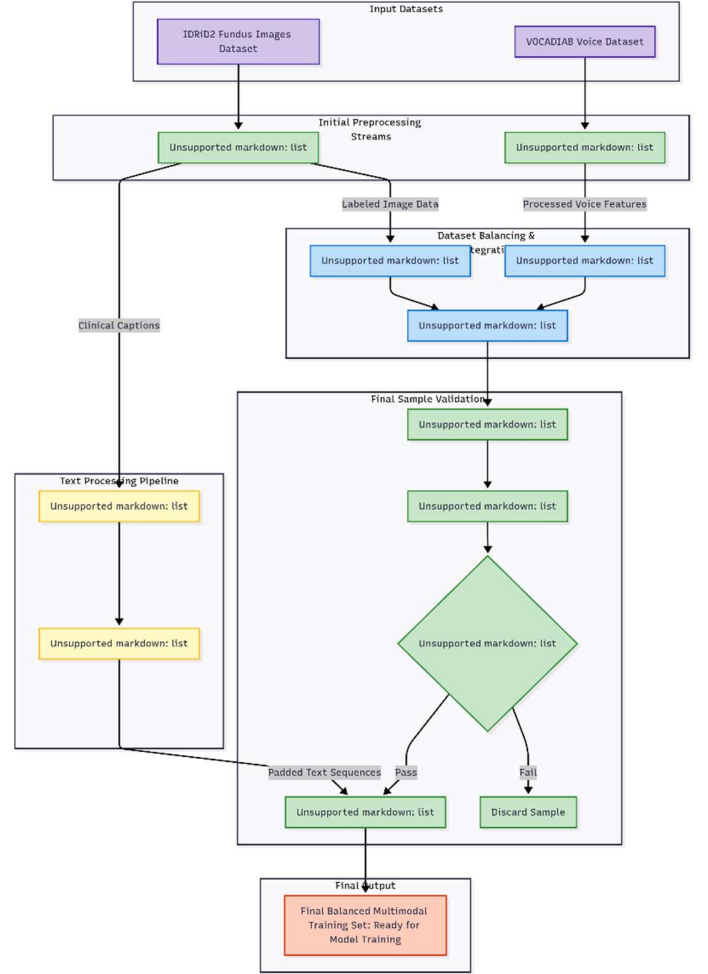 Input Datasets
IDRiD2 Fundus Images
Dataset
VOCADIAB Voice Dataset
Initial Preprocessing
Streams
Unsupported markdown: list
Unsupported markdown: list
Labeled Image Data
Processed Voice Features
Dataset Balancing &
Unsupported markdown: list
Unsupported markdown: list
Clinical Captions
Unsupported markdown: list
Final Sample Validation
Unsupported markdown: list
Text Processing Pipeline
Unsupported markdown: list
Unsupported markdown: list
Unsupported markdown: list
Unsupported markdown: list
Padded Text Sequences
Pass
Fail
Unsupported markdown: list
Discard Sample
Final Output
Final Balanced Multimodal
Training Set: Ready for
Model Training